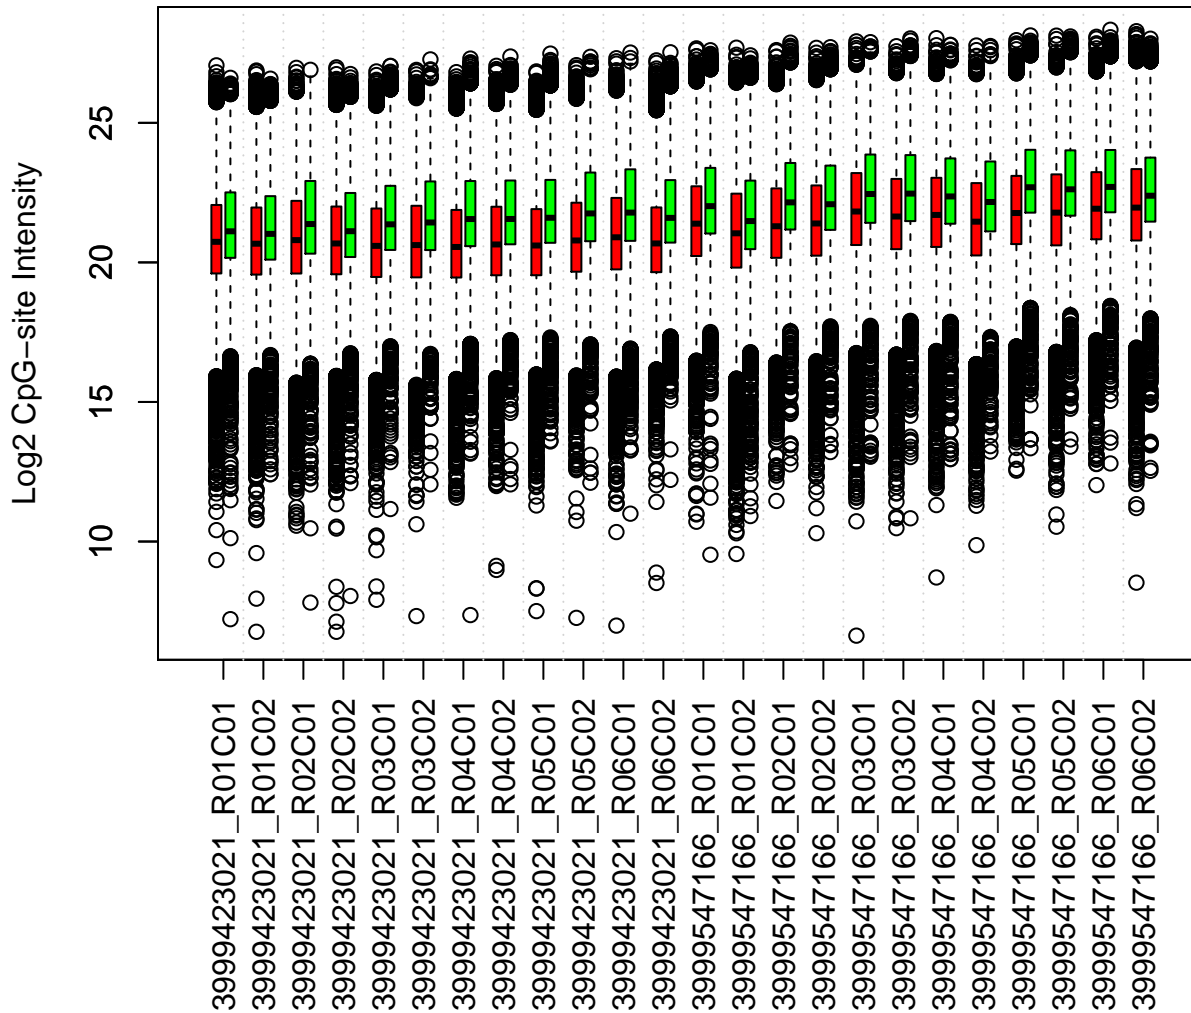 Log2 CpG−site Intensity
25
20
15
10
3999423021_R01C01
3999423021_R01C02
3999423021_R02C01
3999423021_R02C02
3999423021_R03C01
3999423021_R03C02
3999423021_R04C01
3999423021_R04C02
3999423021_R05C01
3999423021_R05C02
3999423021_R06C01
3999423021_R06C02
3999547166_R01C01
3999547166_R01C02
3999547166_R02C01
3999547166_R02C02
3999547166_R03C01
3999547166_R03C02
3999547166_R04C01
3999547166_R04C02
3999547166_R05C01
3999547166_R05C02
3999547166_R06C01
3999547166_R06C02